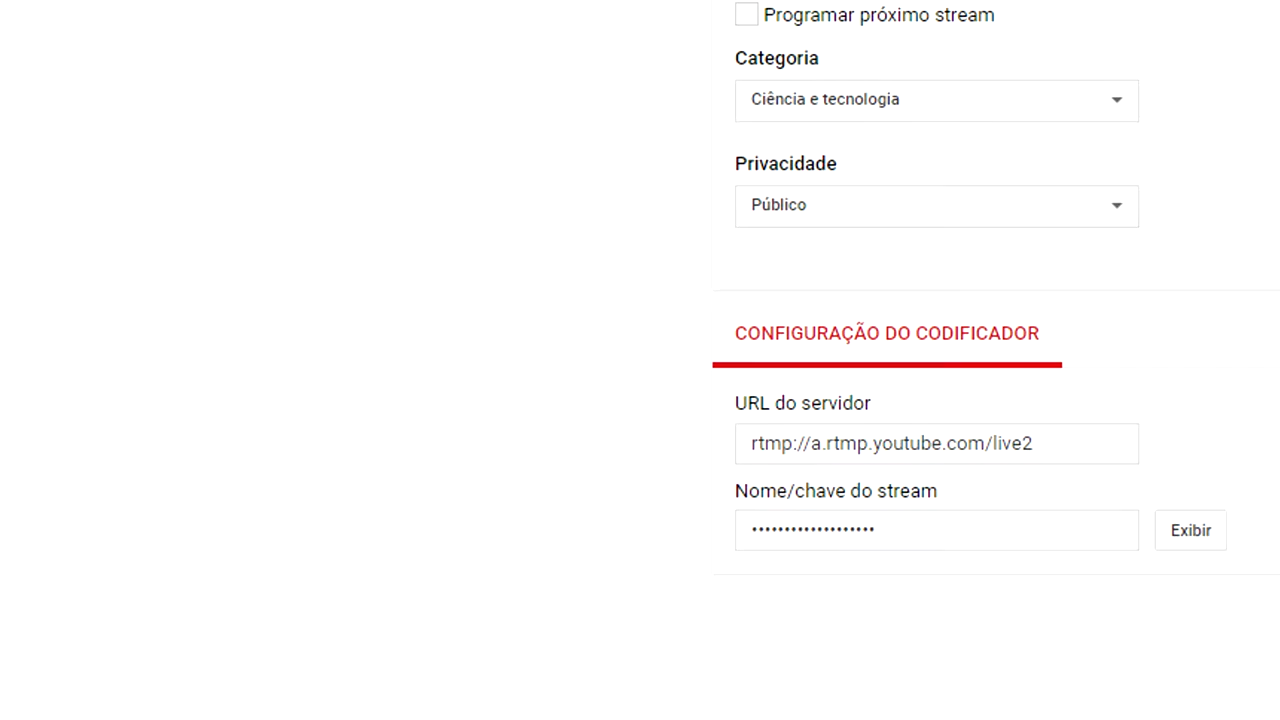 Programar próximo stream
Categoria
Ciência e tecnologia
Privacidade
Público
CONFIGURAÇÃO DO CODIFICADOR
URL do servidor
rtmp://a.rtmp.youtube.com/live2
Nome/chave do stream
•••••••••••••••••••
Exibir